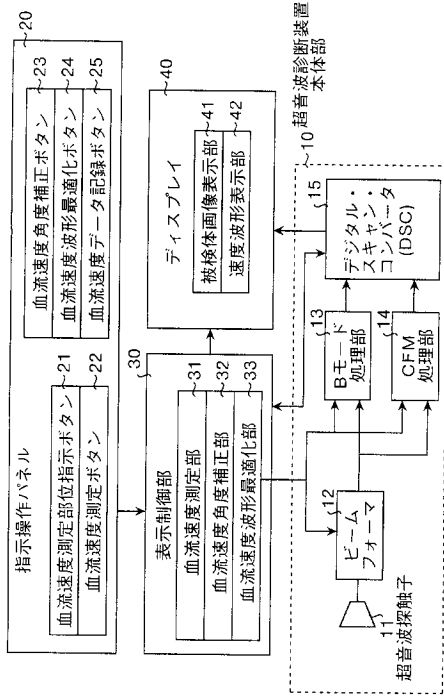 指示操作パネル
20
血流速度測定部位指示ボタン
21
血流速度測定ボタン
22
血流速度角度補正ボタン
23
血流速度波形最適化ボタン
24
血流速度データ記録ボタン
25
30
表示制御部
血流速度測定部
31
血流速度角度補正部
32
血流速度波形最適化部
33
40
ディスプレイ
被検体画像表示部
41
速度波形表示部
42
超音波診断装置
本体部
10
11
超音波探触子
12
ビーム
フォーマ
13
Bモード
処理部
14
CFM
処理部
15
デジタル・
スキャン・
コンバータ
(DSC)